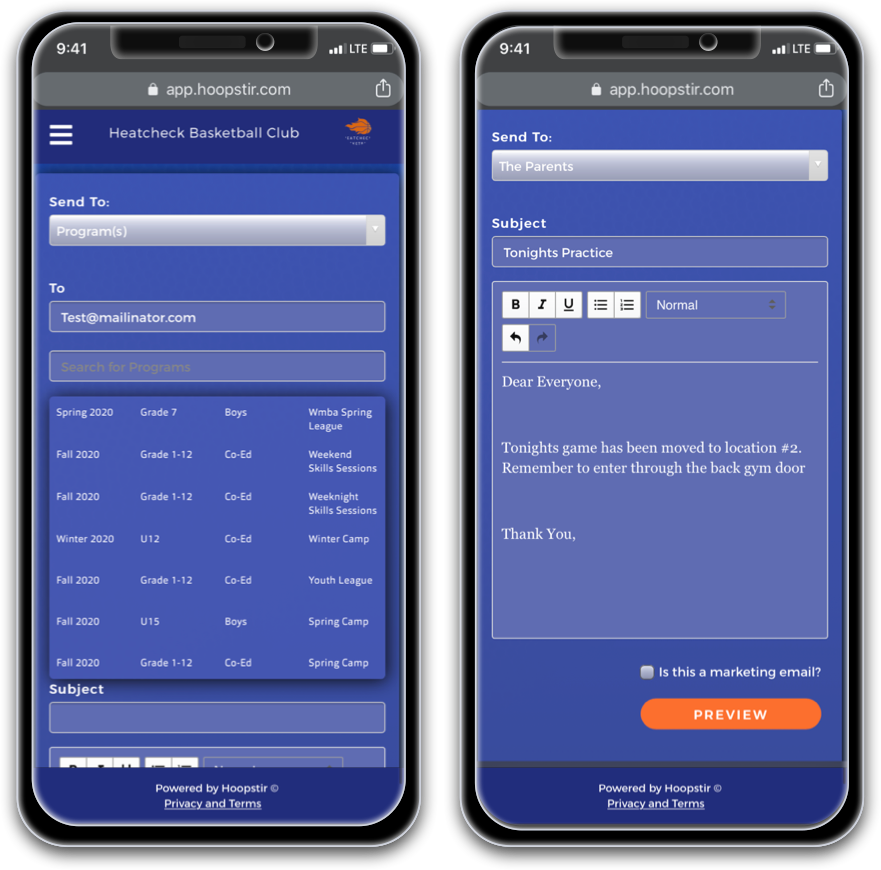 9:41
LTE
app.hoopstir.com
Heatcheck Basketball Club
Send To:
Program(s)
To
Test@mailinator.com
Search for Programs
Spring 2020 Grade 7 Boys Wmba Spring
League
Fall 2020 Grade 1-12 Co-Ed Weekend
Skills Sessions
Fall 2020 Grade 1-12 Co-Ed Weeknight
Skills Sessions
Winter 2020 U12 Co-Ed Winter Camp
Fall 2020 Grade 1-12 Co-Ed Youth League
Fall 2020 U15 Boys Spring Camp
Fall 2020 Grade 1-12 Co-Ed Spring Camp
Subject
Powered by Hoopstir ©
Privacy and Terms
9:41
LTE
app.hoopstir.com
Send To:
The Parents
Subject
Tonights Practice
B I U Normal
Dear Everyone,
Tonights game has been moved to location #2.
Remember to enter through the back gym door
Thank You,
Is this a marketing email?
PREVIEW
Powered by Hoopstir ©
Privacy and Terms